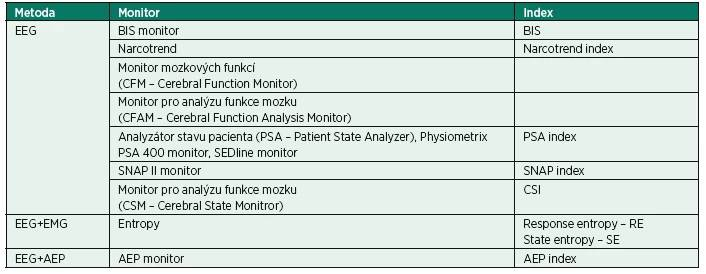 Metoda Monitor Index
EEG BIS monitor BIS
Narcotrend Narcotrend index
Monitor mozkových funkcí
(CFM – Cerebral Function Monitor)
Monitor pro analýzu funkce mozku
(CFAM – Cerebral Function Analysis Monitor)
Analyzátor stavu pacienta (PSA – Patient State Analyzer), Physiometrix PSA index
PSA 400 monitor, SEDline monitor
SNAP II monitor SNAP index
Monitor pro analýzu funkce mozku CSI
(CSM – Cerebral State Monitror)
EEG+EMG Entropy Response entropy – RE
State entropy – SE
EEG+AEP AEP monitor AEP index